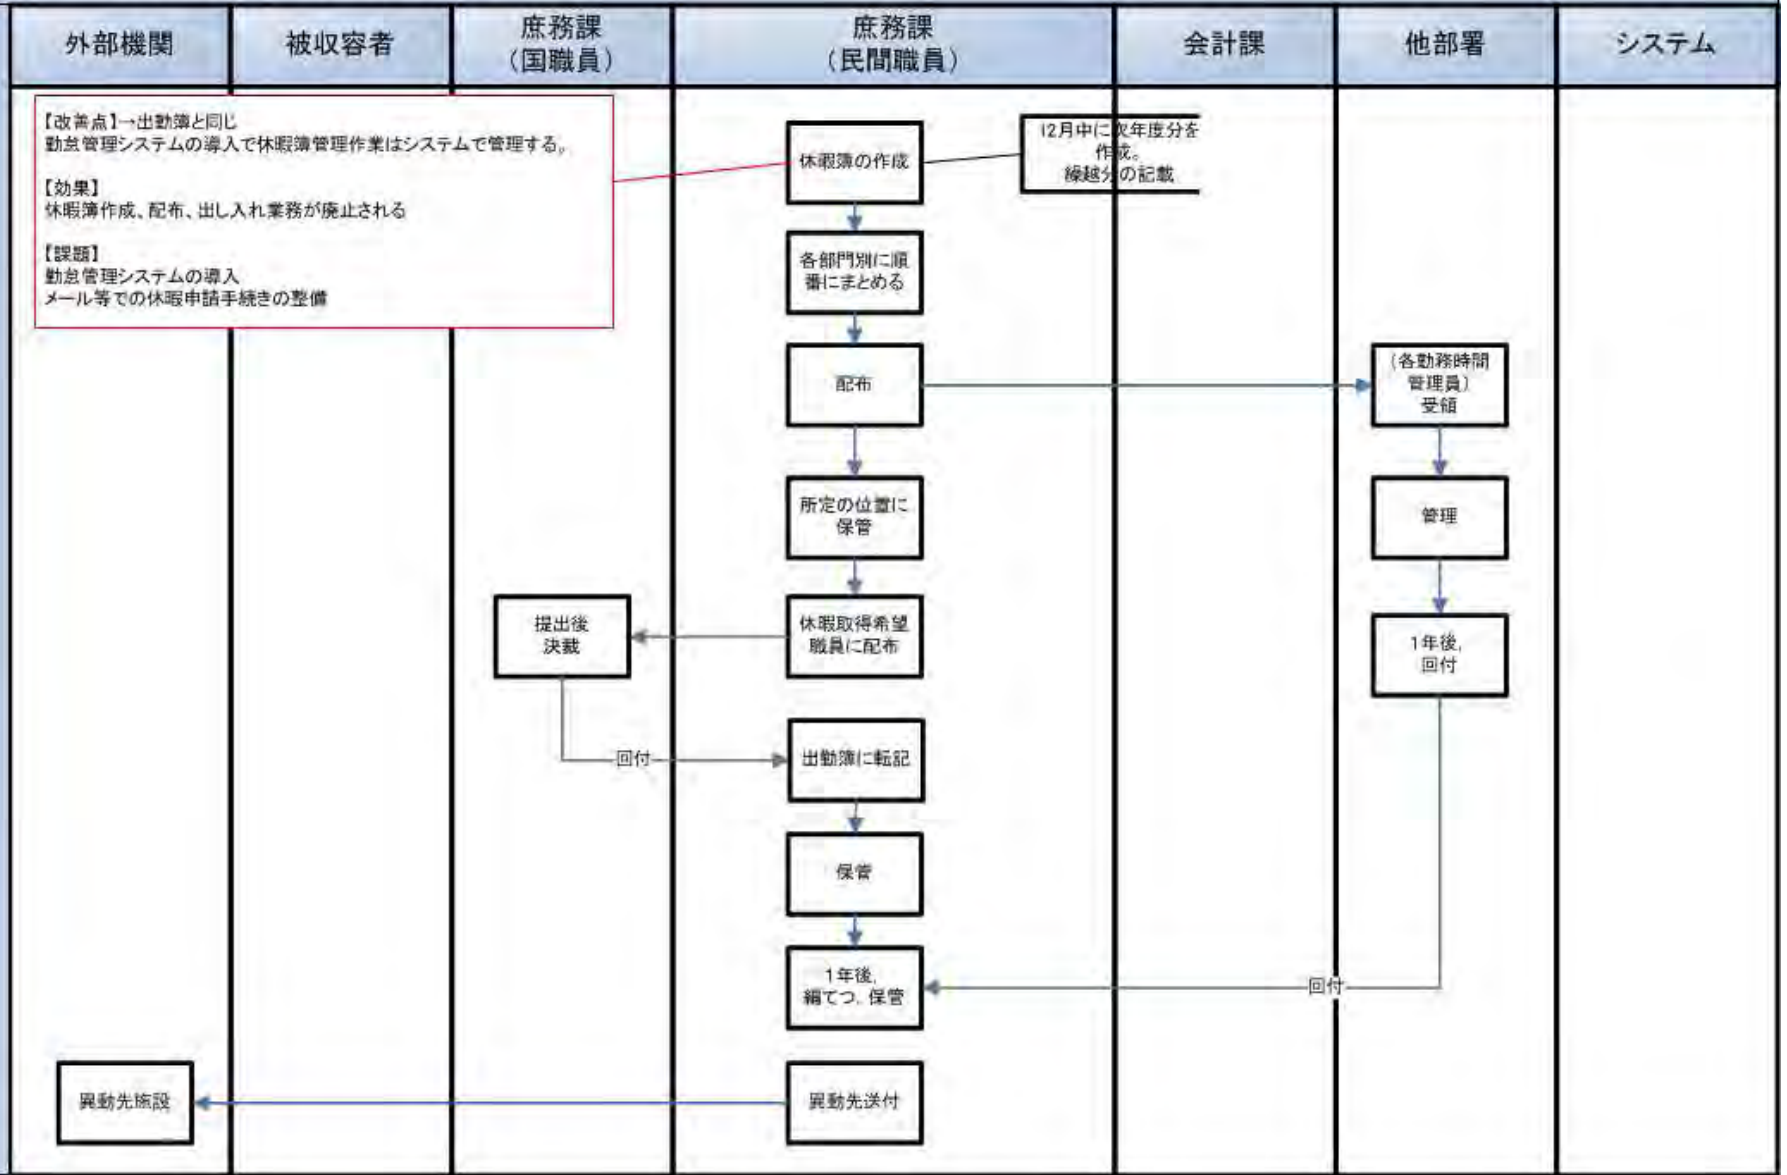 外部機関
被収容者
庶務課
（国職員）
庶務課
（民間職員）
会計課
他部署
システム
【改善点】→出勤簿と同じ
勤怠管理システムの導入で休暇簿管理作業はシステムで管理する。
【効果】
休暇簿作成、配布、出し入れ業務が廃止される
【課題】
勤怠管理システムの導入
メール等での休暇申請手続きの整備
休暇簿の作成
12月中に次年度分を
作成。
繰越分の記載
各部門別に順
番にまとめる
配布
（各勤務時間
管理員）
受領
所定の位置に
保管
管理
提出後
決裁
休暇取得希望
職員に配布
1年後，
回付
回付
出勤簿に転記
保管
1年後，
編てつ，保管
回付
異動先施設
異動先送付